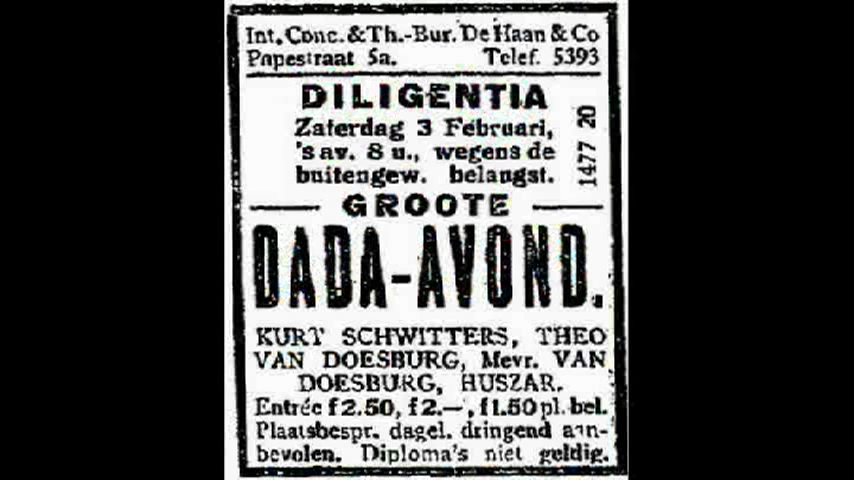 Int. Conc. & Th.-Bur. De Haan & Co
Papestraat 5a. Telef. 5393
DILIGENTIA
Zaterdag 3 Februari,
's av. 8 u., wegens de
buitengew. belangst.
1477 20
GROOTE
DADA-AVOND.
KURT SCHWITTERS, THEO
VAN DOESBURG, Mevr. VAN
DOESBURG, HUSZAR.
Entrée f 2.50, f 2.—, f 1.50 pl. bel.
Plaatsbespr. dagel. dringend aan-
bevolen. Diploma's niet geldig.